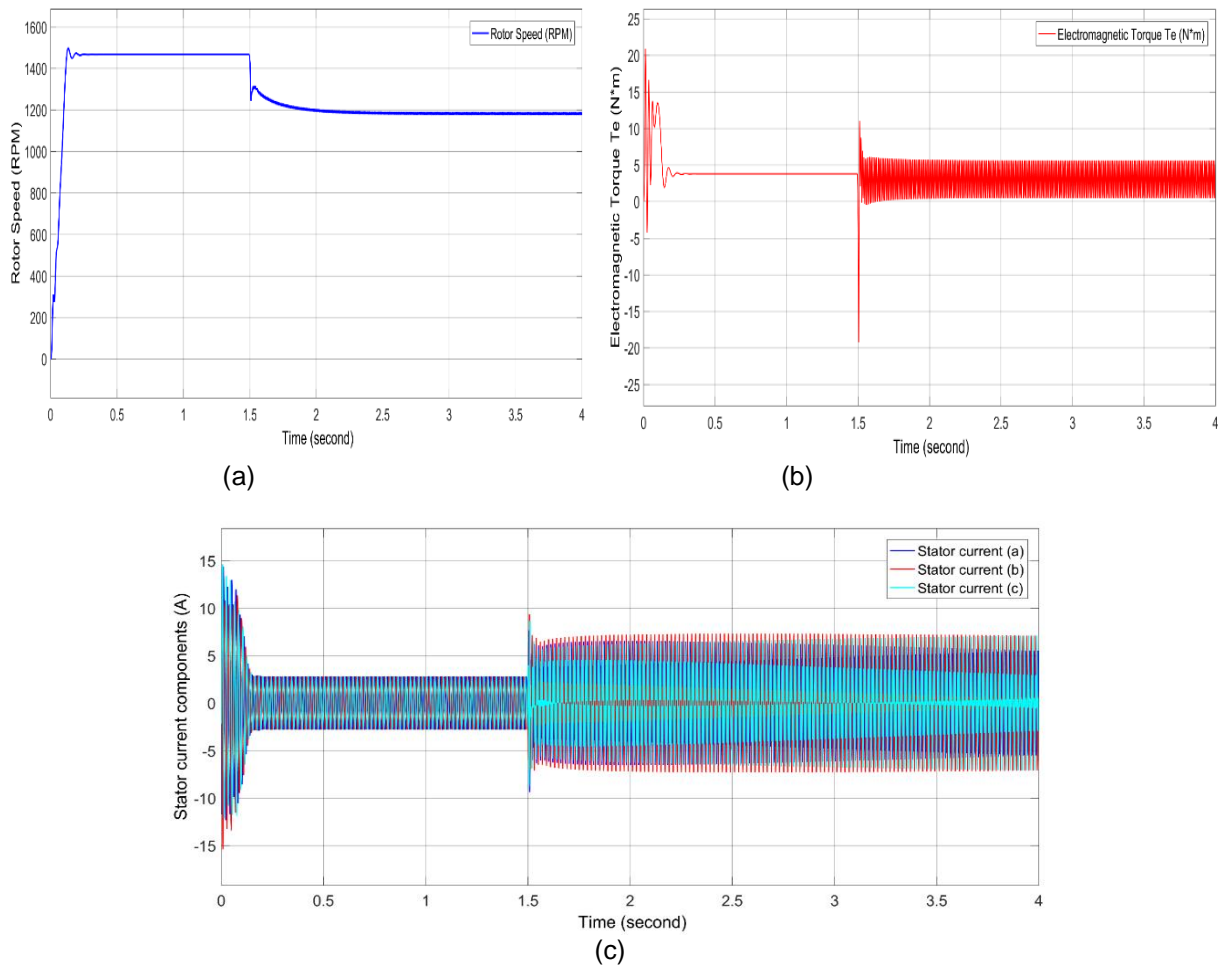 Rotor Speed (RPM)
1600
1400
1200
1000
800
600
400
200
0
Rotor Speed (RPM)
0 0.5 1 1.5 2 2.5 3 3.5 4
Time (second)
(a)
Electromagnetic Torque Te (N*m)
25
20
15
10
5
0
-5
-10
-15
-20
-25
Electromagnetic Torque Te (N*m)
0 0.5 1 1.5 2 2.5 3 3.5 4
Time (second)
(b)
Stator current (a)
Stator current (b)
Stator current (c)
15
10
5
0
-5
-10
-15
Stator current components (A)
0 0.5 1 1.5 2 2.5 3 3.5 4
Time (second)
(c)